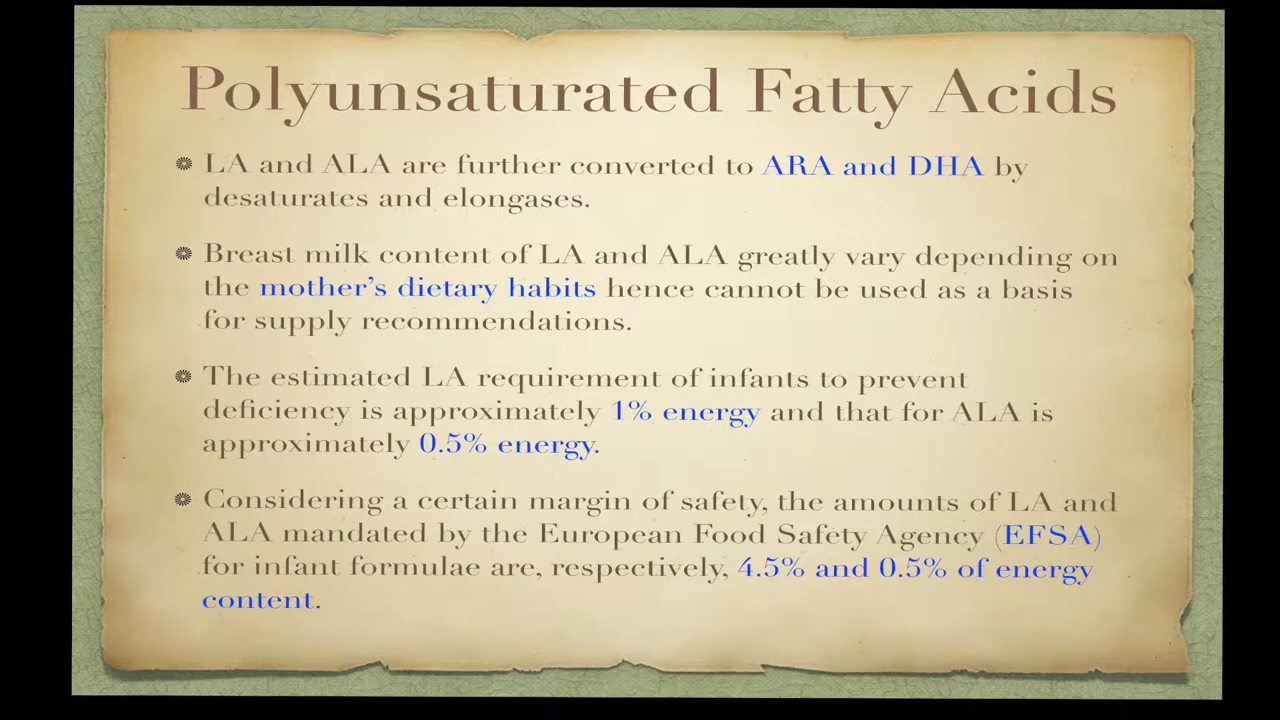 Polyunsaturated Fatty Acids
LA and ALA are further converted to ARA and DHA by
desaturates and elongases.
Breast milk content of LA and ALA greatly vary depending on
the mother's dietary habits hence cannot be used as a basis
for supply recommendations.
The estimated LA requirement of infants to prevent
deficiency is approximately 1% energy and that for ALA is
approximately 0.5% energy.
Considering a certain margin of safety, the amounts of LA and
ALA mandated by the European Food Safety Agency (EFSA)
for infant formulae are, respectively, 4.5% and 0.5% of energy
content.